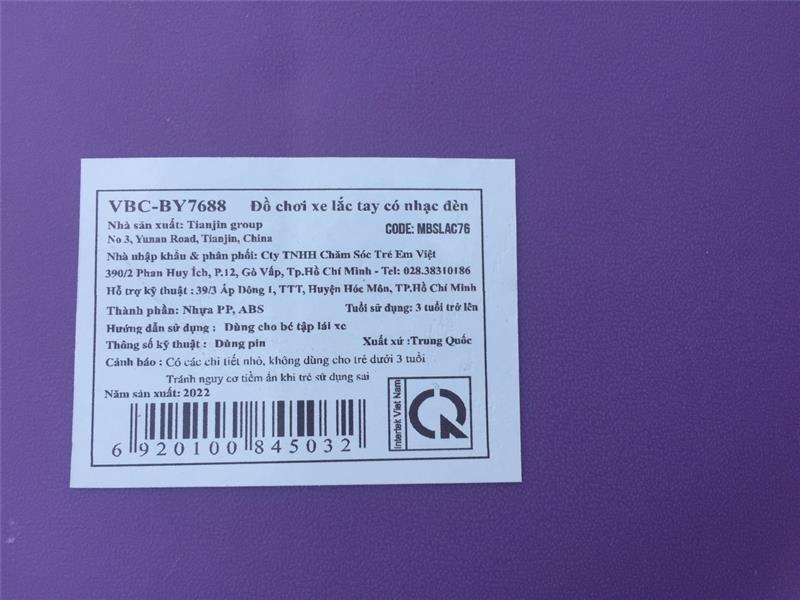 VBC-BY7688 Đồ chơi xe lắc tay có nhạc đèn
Nhà sản xuất: Tianjin group CODE: MBSLAC76
No 3, Yunan Road, Tianjin, China
Nhà nhập khẩu & phân phối: Cty TNHH Chăm Sóc Trẻ Em Việt
390/2 Phan Huy Ích, P.12, Gò Vấp, Tp.Hồ Chí Minh - Tel: 028.38310186
Hỗ trợ kỹ thuật : 39/3 Ấp Đông 1, TTT, Huyện Hóc Môn, TP.Hồ Chí Minh
Thành phần: Nhựa PP, ABS Tuổi sử dụng: 3 tuổi trở lên
Hướng dẫn sử dụng : Dùng cho bé tập lái xe
Thông số kỹ thuật : Dùng pin Xuất xứ :Trung Quốc
Cảnh báo : Có các chi tiết nhỏ, không dùng cho trẻ dưới 3 tuổi
Tránh nguy cơ tiềm ẩn khi trẻ sử dụng sai
Năm sản xuất: 2022
6 920100 845032
Intertek Viet Nam
CR